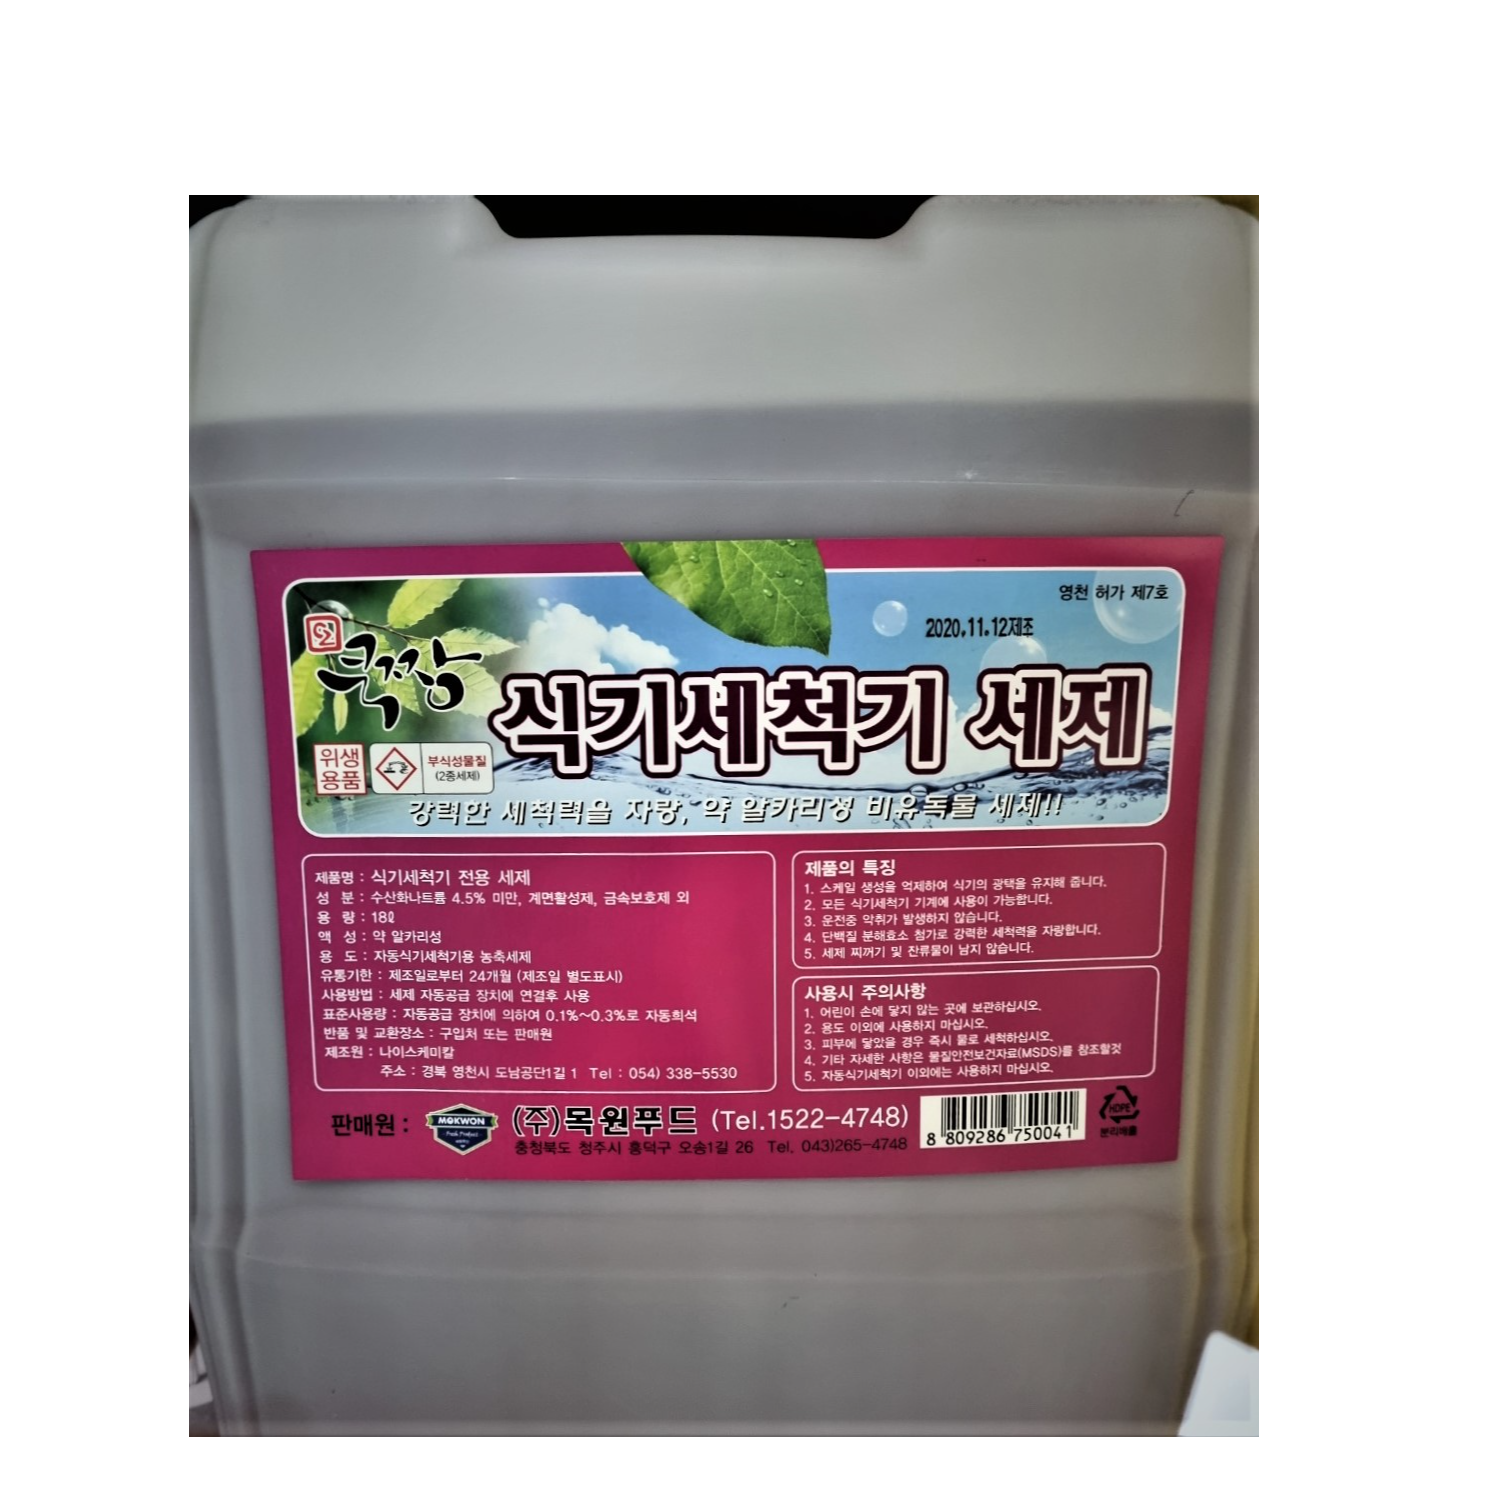 영천 허가 제7호
2020.11.12제조
쿡짱
식기세척기 세제
위생
용품
부식성물질
(2종세제)
강력한 세척력을 자랑, 약 알카리성 비유독물 세제!!
제품명 : 식기세척기 전용 세제
성 분 : 수산화나트륨 4.5% 미만, 계면활성제, 금속보호제 외
용 량 : 18ℓ
액 성 : 약 알카리성
용 도 : 자동식기세척기용 농축세제
유통기한 : 제조일로부터 24개월 (제조일 별도표시)
사용방법 : 세제 자동공급 장치에 연결후 사용
표준사용량 : 자동공급 장치에 의하여 0.1%~0.3%로 자동희석
반품 및 교환장소 : 구입처 또는 판매원
제조원 : 나이스케미칼
주소 : 경북 영천시 도남공단1길 1 Tel : 054) 338-5530
제품의 특징
1. 스케일 생성을 억제하여 식기의 광택을 유지해 줍니다.
2. 모든 식기세척기 기계에 사용이 가능합니다.
3. 운전중 악취가 발생하지 않습니다.
4. 단백질 분해효소 첨가로 강력한 세척력을 자랑합니다.
5. 세제 찌꺼기 및 잔류물이 남지 않습니다.
사용시 주의사항
1. 어린이 손에 닿지 않는 곳에 보관하십시오.
2. 용도 이외에 사용하지 마십시오.
3. 피부에 닿았을 경우 즉시 물로 세척하십시오.
4. 기타 자세한 사항은 물질안전보건자료(MSDS)를 참조할것
5. 자동식기세척기 이외에는 사용하지 마십시오.
판매원 : MOKWON (주)목원푸드 (Tel.1522-4748)
충청북도 청주시 흥덕구 오송1길 26 Tel. 043)265-4748
8 809286 750041
HDPE
분리배출